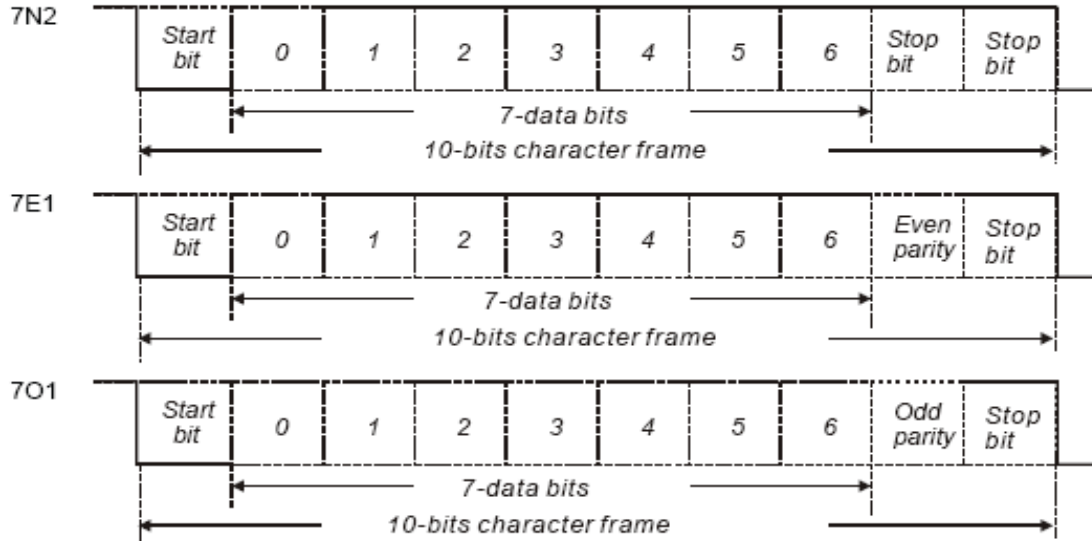 7N2
Start bit 0 1 2 3 4 5 6 Stop bit Stop bit
7-data bits
10-bits character frame
7E1
Start bit 0 1 2 3 4 5 6 Even parity Stop bit
7-data bits
10-bits character frame
7O1
Start bit 0 1 2 3 4 5 6 Odd parity Stop bit
7-data bits
10-bits character frame